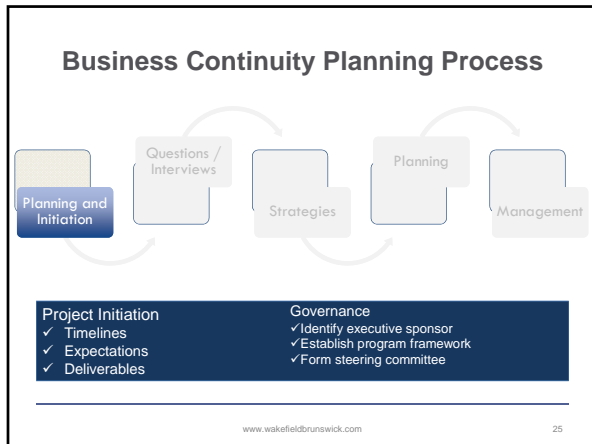 Business Continuity Planning Process
Planning and
Initiation
Questions /
Interviews
Strategies
Planning
Management
Project Initiation
✓ Timelines
✓ Expectations
✓ Deliverables
Governance
✓Identify executive sponsor
✓Establish program framework
✓Form steering committee
www.wakefieldbrunswick.com
25